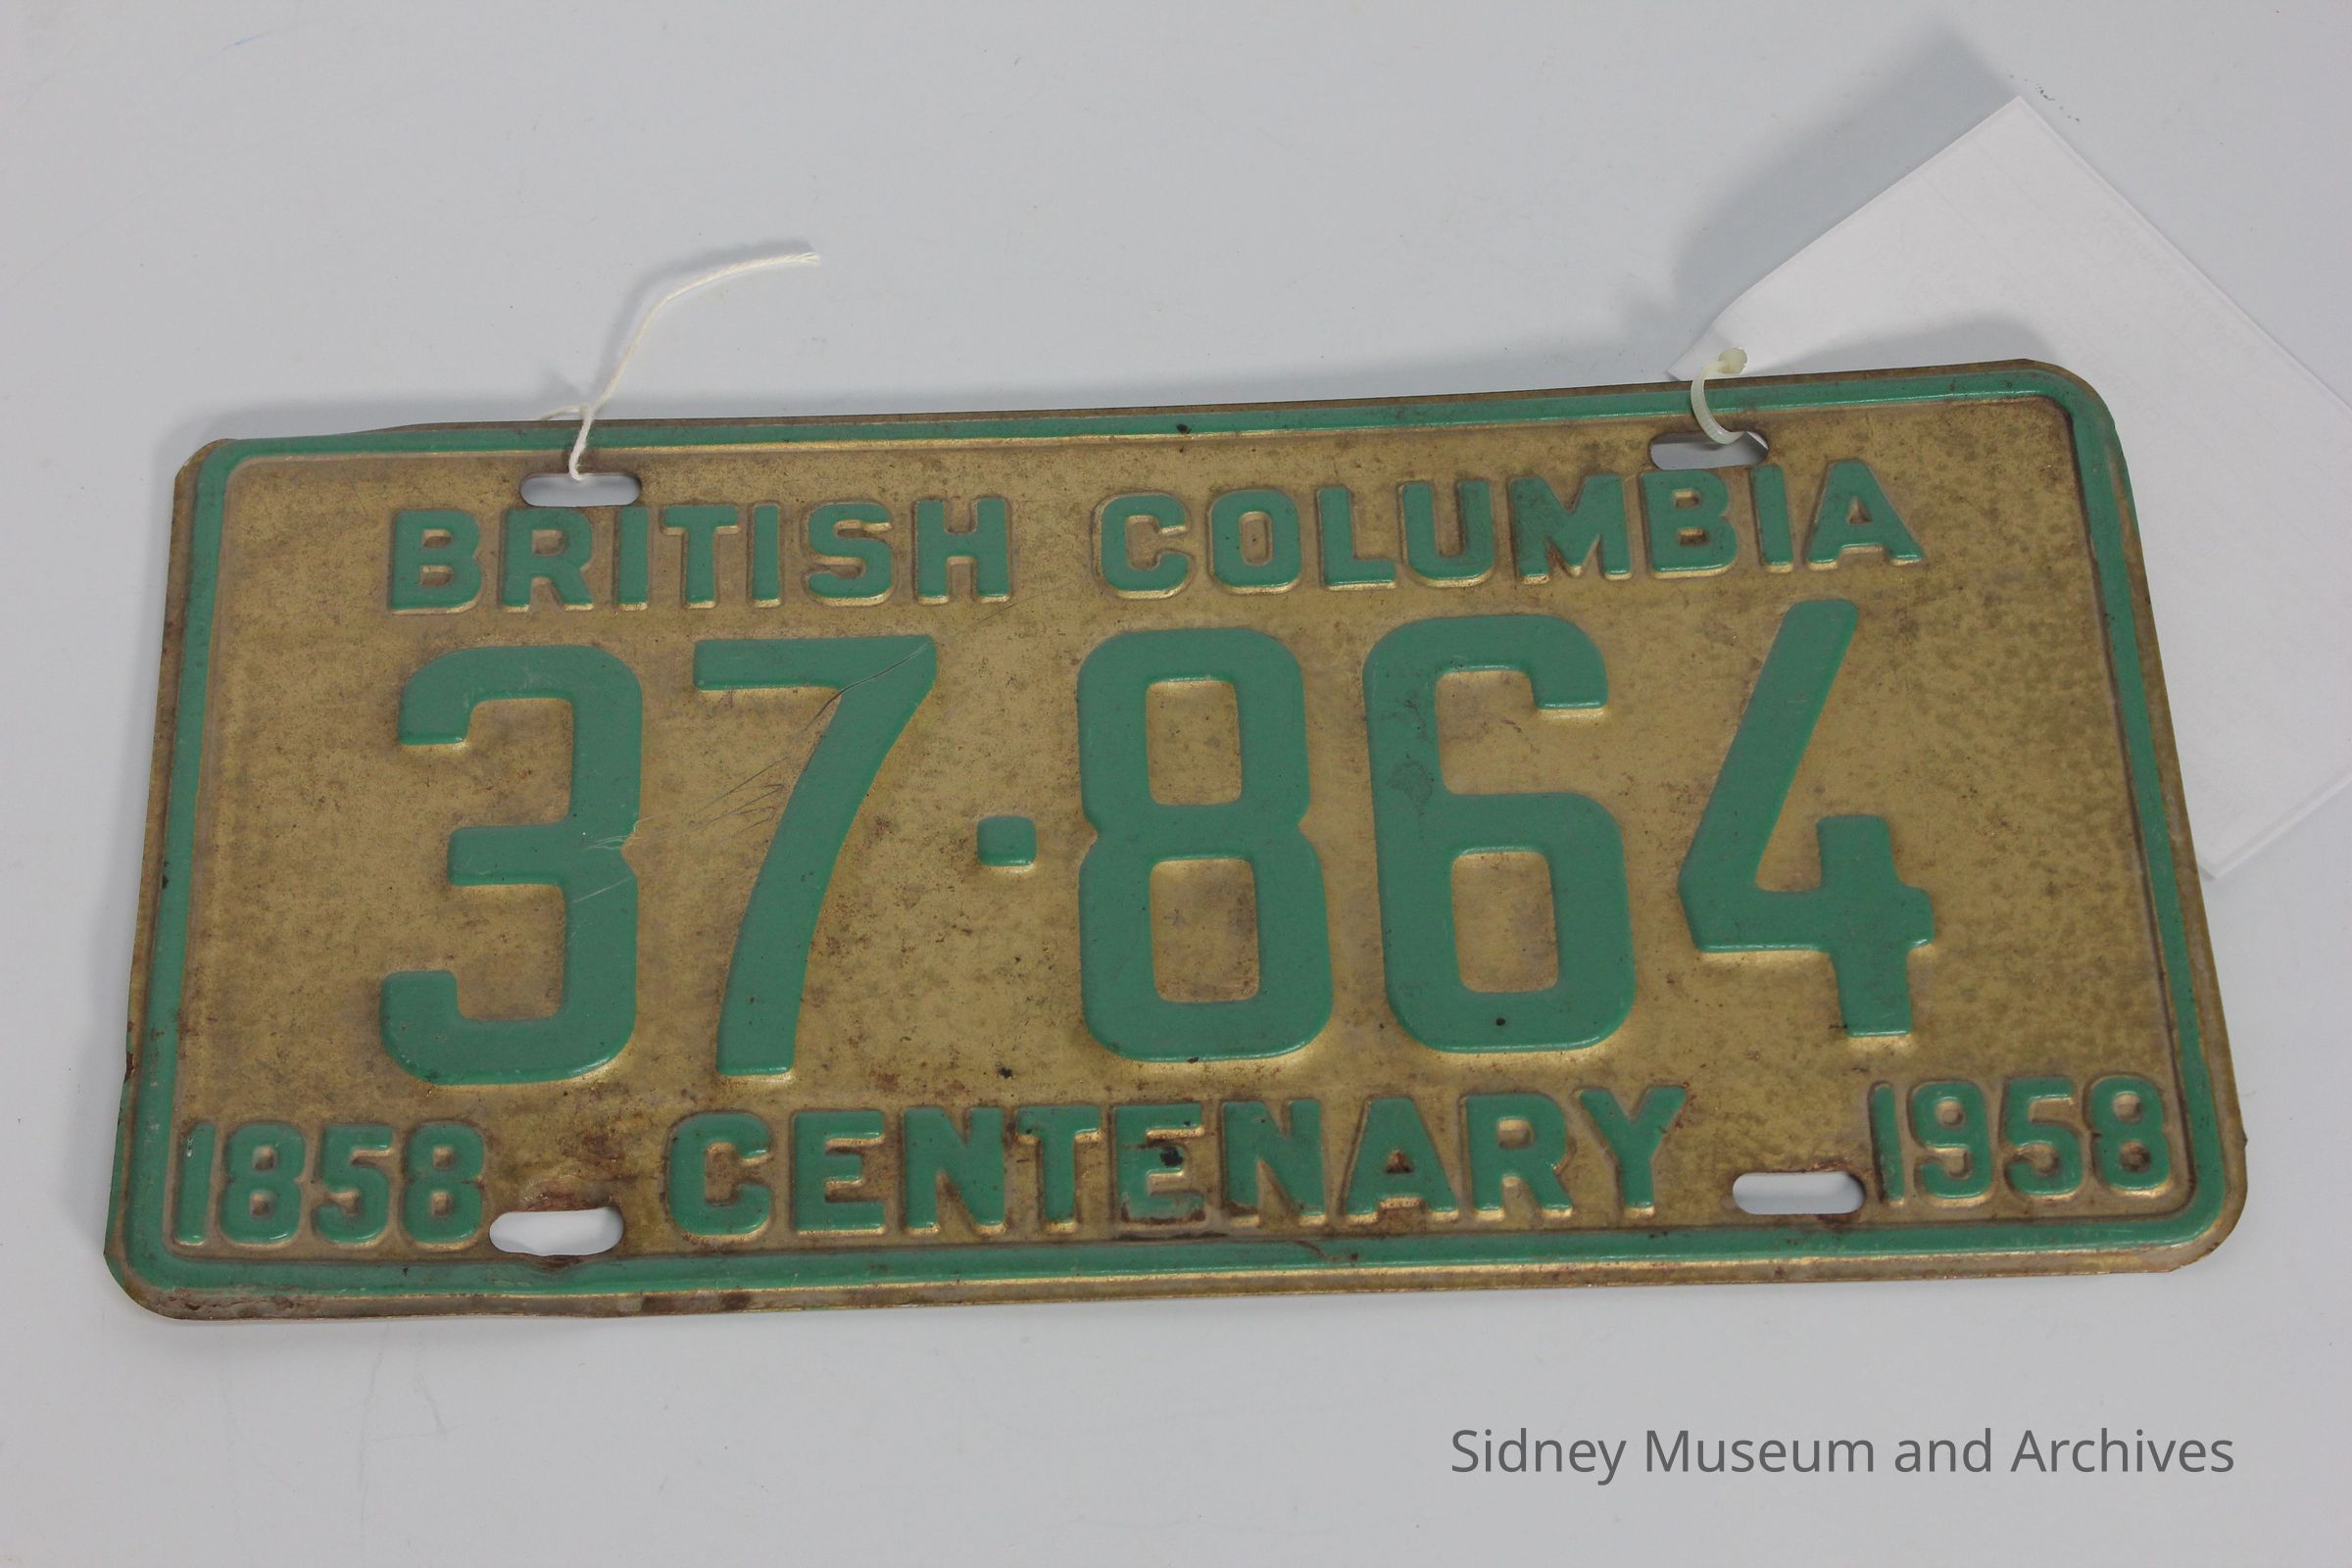 BRITISH COLUMBIA
37·864
1858 CENTENARY 1958
Sidney Museum and Archives